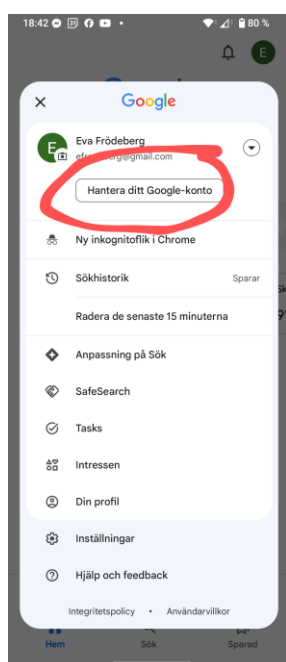 18:42
80 %
E
Google
E
Eva Frödeberg
Hantera ditt Google-konto
Ny inkognitoflik i Chrome
Sökhistorik
Sparar
Radera de senaste 15 minuterna
Anpassning på Sök
SafeSearch
Tasks
Intressen
Din profil
Inställningar
Hjälp och feedback
Integritetspolicy • Användarvillkor
Hem
Sök
Sparad